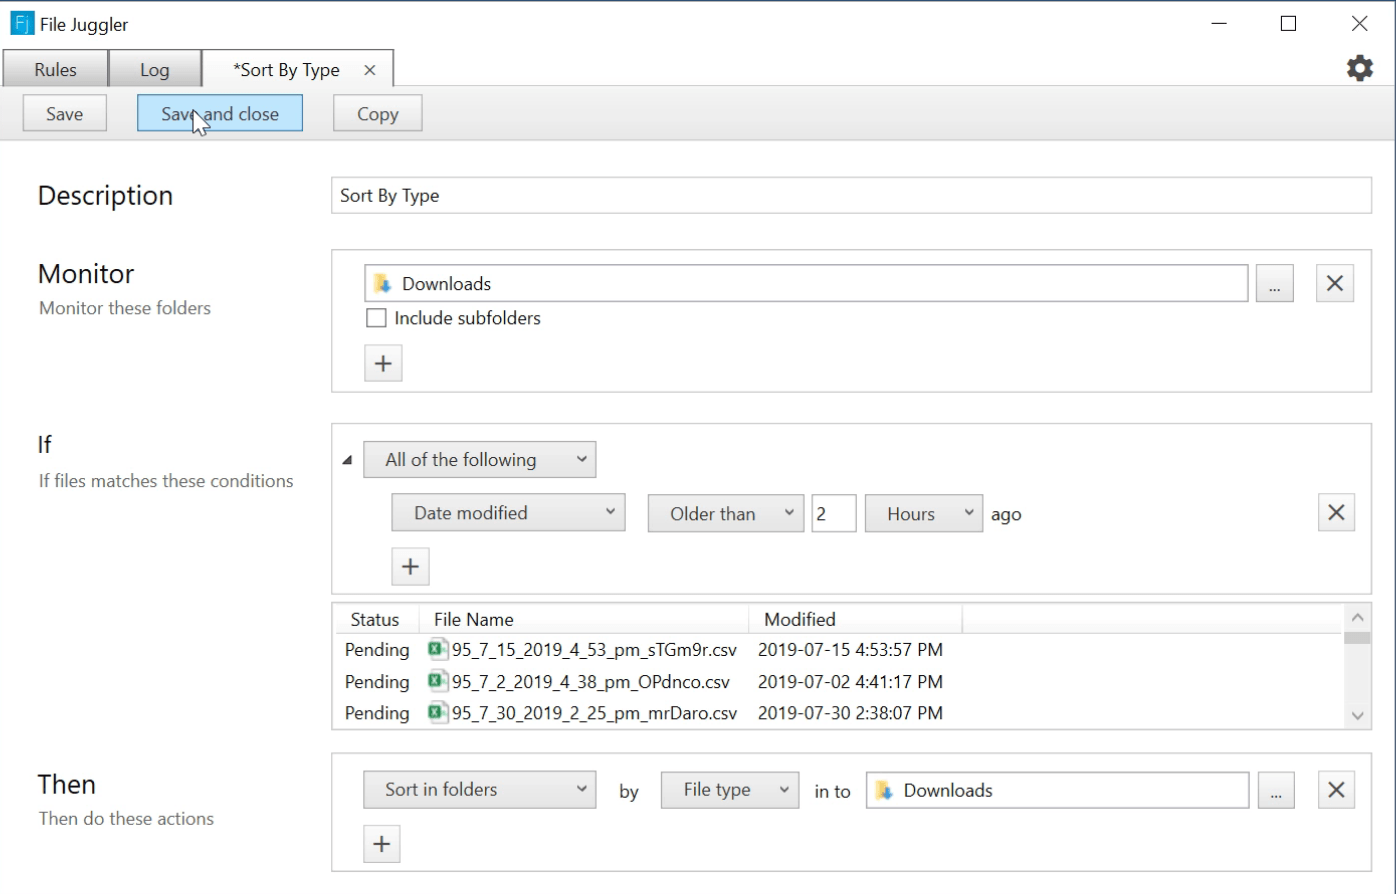 Fj File Juggler
Rules Log *Sort By Type
Save Save and close Copy
Description Sort By Type
Monitor
Monitor these folders
Downloads ...
Include subfolders
+
If
If files matches these conditions
All of the following
Date modified Older than 2 Hours ago
+
Status File Name Modified
Pending 95_7_15_2019_4_53_pm_sTGm9r.csv 2019-07-15 4:53:57 PM
Pending 95_7_2_2019_4_38_pm_OPdnco.csv 2019-07-02 4:41:17 PM
Pending 95_7_30_2019_2_25_pm_mrDaro.csv 2019-07-30 2:38:07 PM
Then
Then do these actions
Sort in folders by File type in to Downloads ...
+